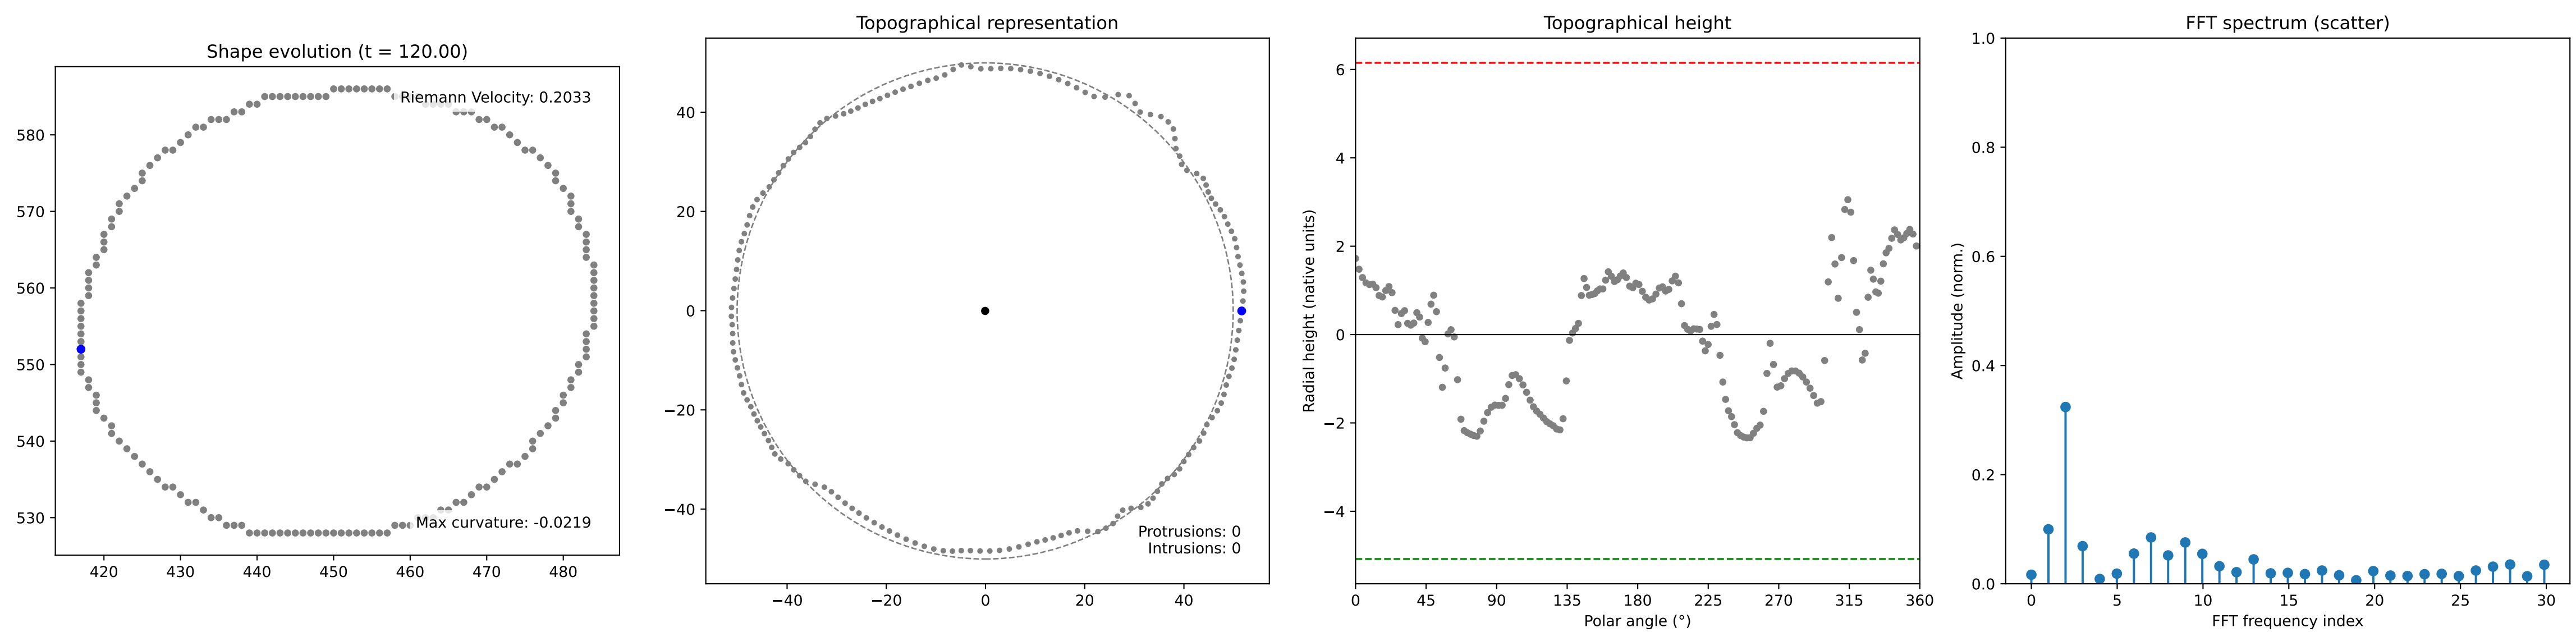 Shape evolution (t = 120.00)
Riemann Velocity: 0.2033
Max curvature: -0.0219
580
570
560
550
540
530
420 430 440 450 460 470 480
Topographical representation
40
20
0
−20
−40
−40 −20 0 20 40
Protrusions: 0
Intrusions: 0
Topographical height
Radial height (native units)
6
4
2
0
−2
−4
0 45 90 135 180 225 270 315 360
Polar angle (°)
FFT spectrum (scatter)
Amplitude (norm.)
1.0
0.8
0.6
0.4
0.2
0.0
0 5 10 15 20 25 30
FFT frequency index